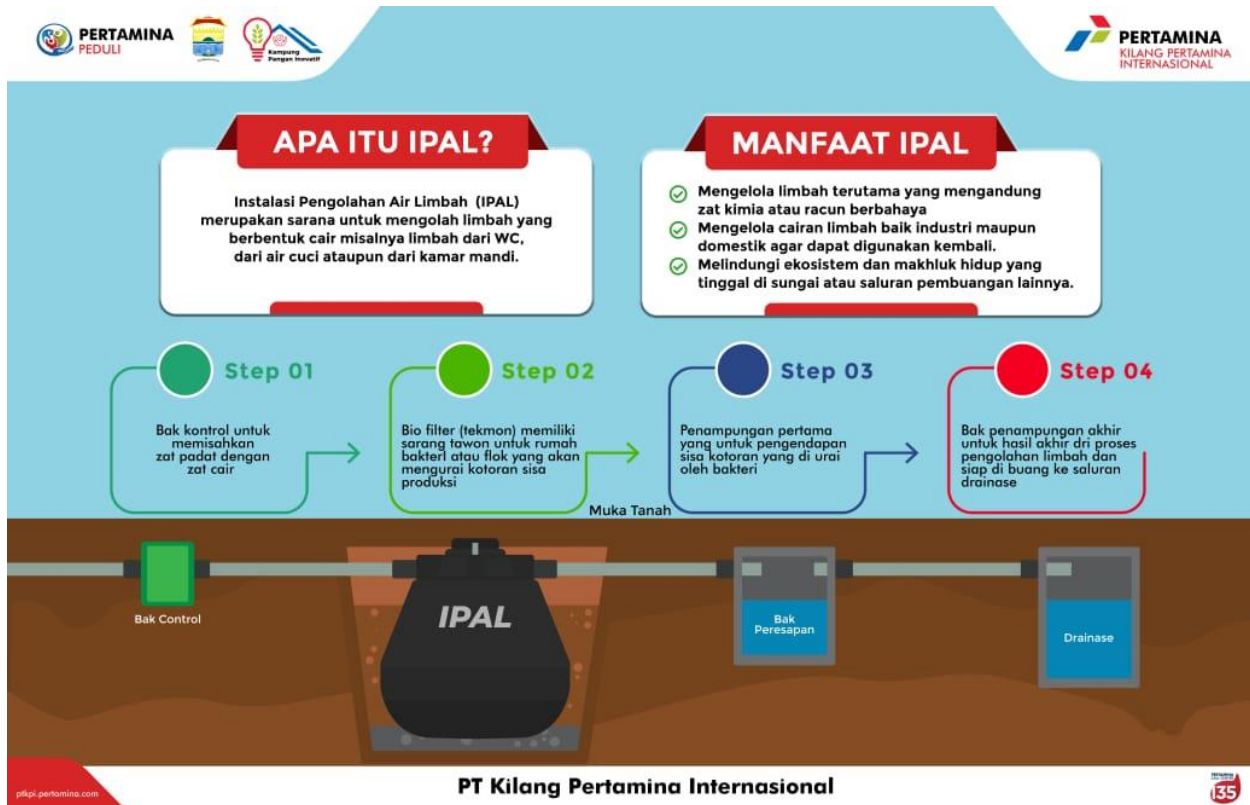 PERTAMINA
PEDULI
Kampung
Pangan Inovatif
PERTAMINA
KILANG PERTAMINA
INTERNASIONAL
APA ITU IPAL?
Instalasi Pengolahan Air Limbah (IPAL)
merupakan sarana untuk mengolah limbah yang
berbentuk cair misalnya limbah dari WC,
dari air cuci ataupun dari kamar mandi.
MANFAAT IPAL
Mengelola limbah terutama yang mengandung
zat kimia atau racun berbahaya
Mengelola cairan limbah baik industri maupun
domestik agar dapat digunakan kembali.
Melindungi ekosistem dan makhluk hidup yang
tinggal di sungai atau saluran pembuangan lainnya.
Step 01
Bak kontrol untuk
memisahkan
zat padat dengan
zat cair
Step 02
Bio filter (tekmon) memiliki
sarang tawon untuk rumah
bakteri atau flok yang akan
mengurai kotoran sisa
produksi
Step 03
Penampungan pertama
yang untuk pengendapan
sisa kotoran yang di urai
oleh bakteri
Step 04
Bak penampungan akhir
untuk hasil akhir dri proses
pengolahan limbah dan
siap di buang ke saluran
drainase
Muka Tanah
Bak Control
IPAL
Bak
Peresapan
Drainase
ptkpi.pertamina.com
PT Kilang Pertamina Internasional
135